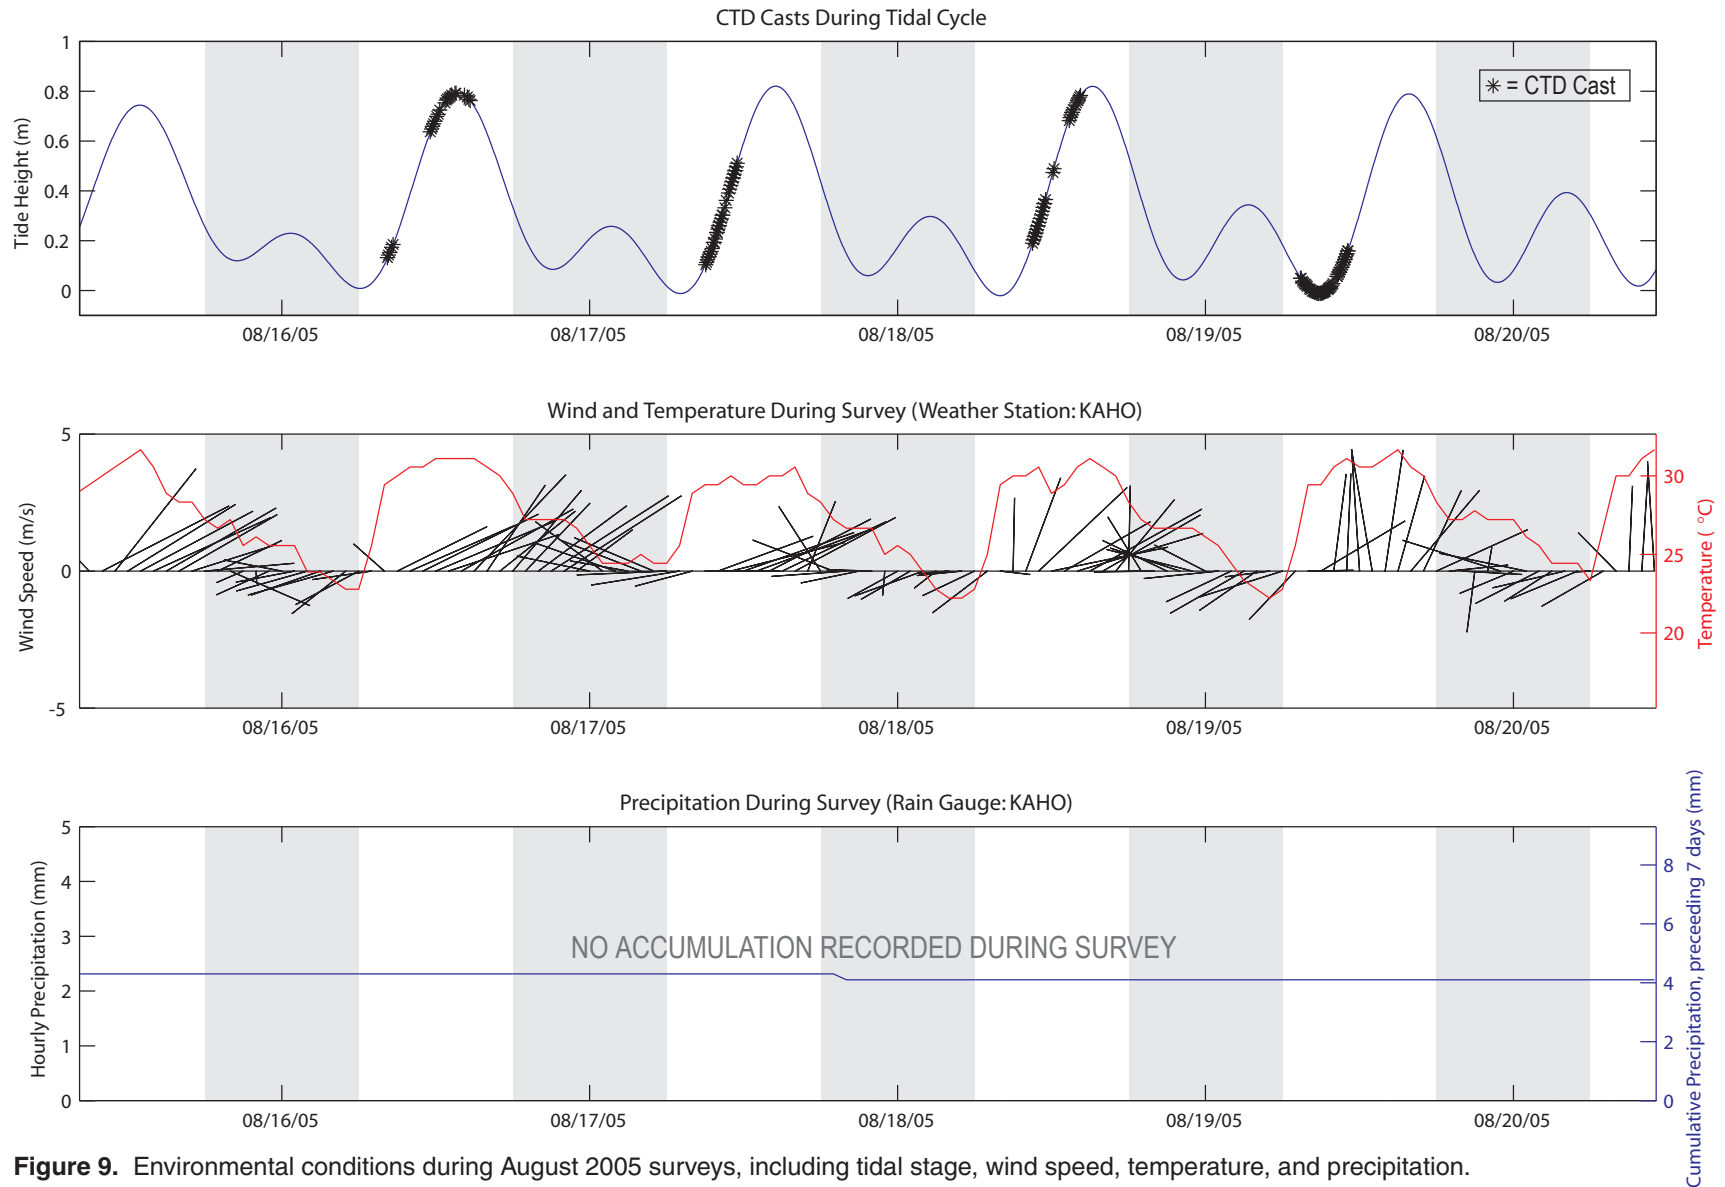 CTD Casts During Tidal Cycle
Tide Height (m)
1
0.8
0.6
0.4
0.2
0
✳ = CTD Cast
08/16/05 08/17/05 08/18/05 08/19/05 08/20/05
Wind and Temperature During Survey (Weather Station: KAHO)
Wind Speed (m/s)
5
0
-5
30
25
20
Temperature ( °C)
08/16/05 08/17/05 08/18/05 08/19/05 08/20/05
Precipitation During Survey (Rain Gauge: KAHO)
Hourly Precipitation (mm)
5
4
3
2
1
0
NO ACCUMULATION RECORDED DURING SURVEY
8
6
4
2
0
Cumulative Precipitation, preceeding 7 days (mm)
08/16/05 08/17/05 08/18/05 08/19/05 08/20/05
Figure 9. Environmental conditions during August 2005 surveys, including tidal stage, wind speed, temperature, and precipitation.